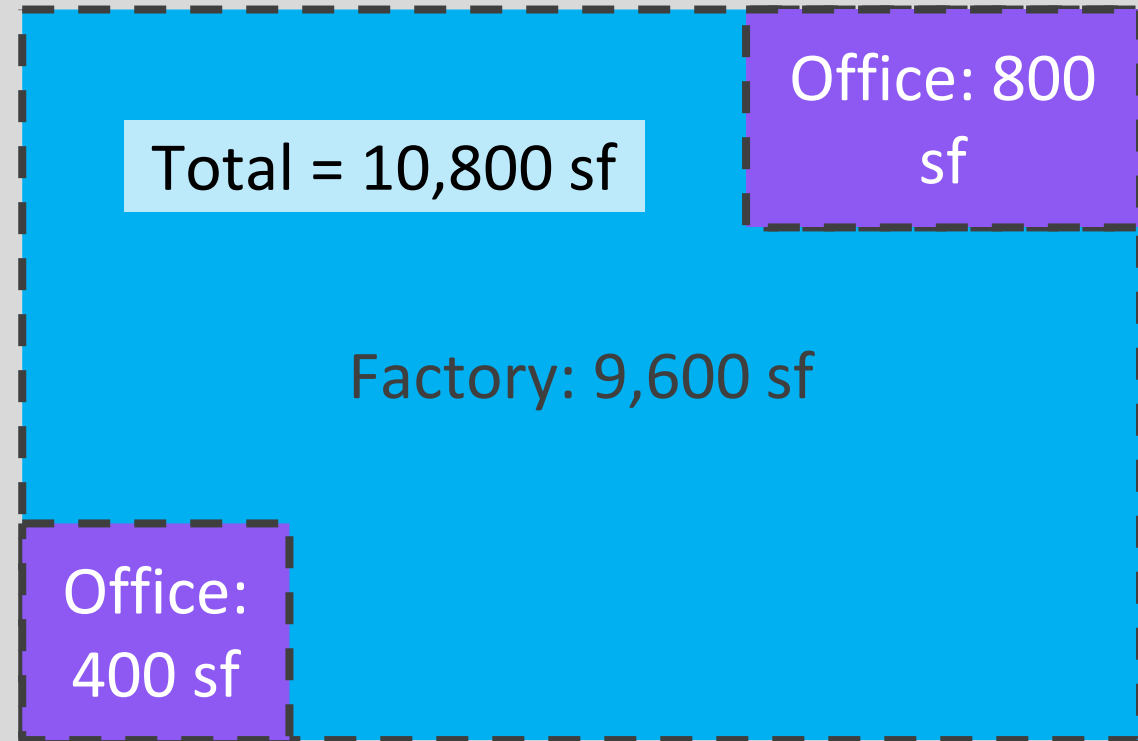 Office: 800
sf
Total = 10,800 sf
Factory: 9,600 sf
Office:
400 sf